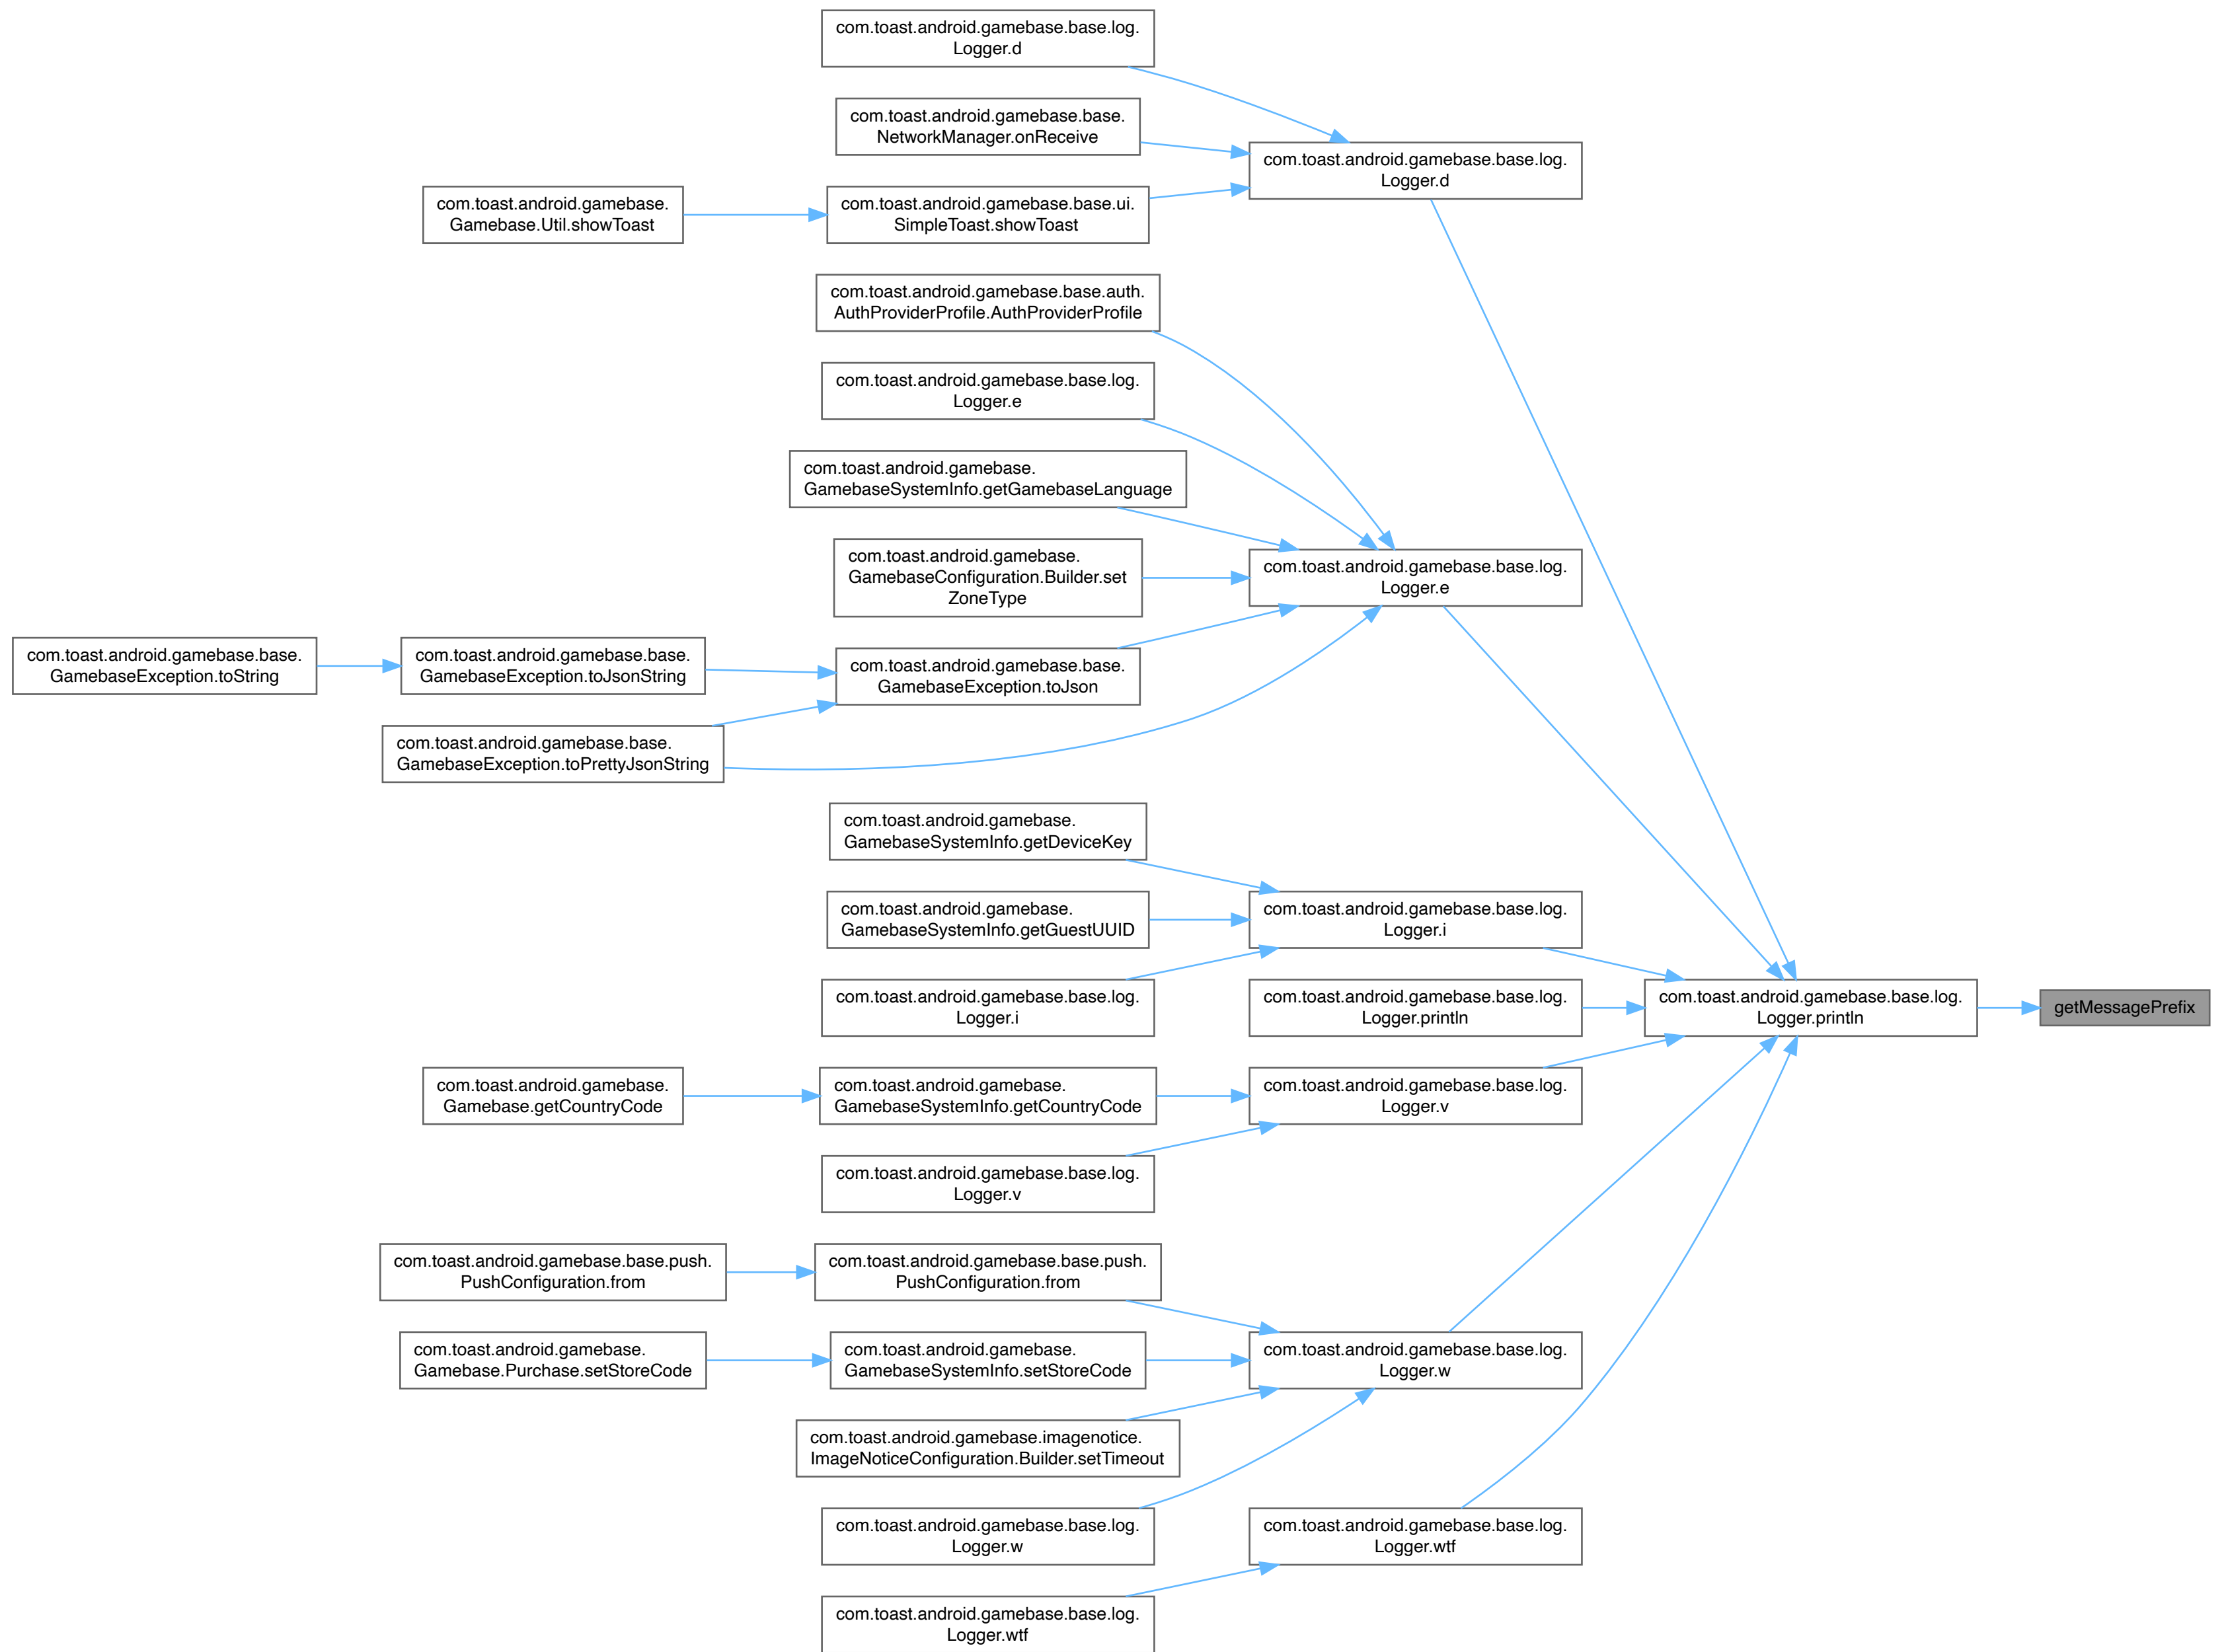 com.toast.android.gamebase.base.log.
Logger.d
com.toast.android.gamebase.base.
NetworkManager.onReceive
com.toast.android.gamebase.base.log.
Logger.d
com.toast.android.gamebase.
Gamebase.Util.showToast
com.toast.android.gamebase.base.ui.
SimpleToast.showToast
com.toast.android.gamebase.base.auth.
AuthProviderProfile.AuthProviderProfile
com.toast.android.gamebase.base.log.
Logger.e
com.toast.android.gamebase.
GamebaseSystemInfo.getGamebaseLanguage
com.toast.android.gamebase.
GamebaseConfiguration.Builder.set
ZoneType
com.toast.android.gamebase.base.log.
Logger.e
com.toast.android.gamebase.base.
GamebaseException.toString
com.toast.android.gamebase.base.
GamebaseException.toJsonString
com.toast.android.gamebase.base.
GamebaseException.toJson
com.toast.android.gamebase.base.
GamebaseException.toPrettyJsonString
com.toast.android.gamebase.
GamebaseSystemInfo.getDeviceKey
com.toast.android.gamebase.
GamebaseSystemInfo.getGuestUUID
com.toast.android.gamebase.base.log.
Logger.i
com.toast.android.gamebase.base.log.
Logger.i
com.toast.android.gamebase.base.log.
Logger.println
com.toast.android.gamebase.base.log.
Logger.println
getMessagePrefix
com.toast.android.gamebase.
Gamebase.getCountryCode
com.toast.android.gamebase.
GamebaseSystemInfo.getCountryCode
com.toast.android.gamebase.base.log.
Logger.v
com.toast.android.gamebase.base.log.
Logger.v
com.toast.android.gamebase.base.push.
PushConfiguration.from
com.toast.android.gamebase.base.push.
PushConfiguration.from
com.toast.android.gamebase.
Gamebase.Purchase.setStoreCode
com.toast.android.gamebase.
GamebaseSystemInfo.setStoreCode
com.toast.android.gamebase.base.log.
Logger.w
com.toast.android.gamebase.imagenotice.
ImageNoticeConfiguration.Builder.setTimeout
com.toast.android.gamebase.base.log.
Logger.w
com.toast.android.gamebase.base.log.
Logger.wtf
com.toast.android.gamebase.base.log.
Logger.wtf